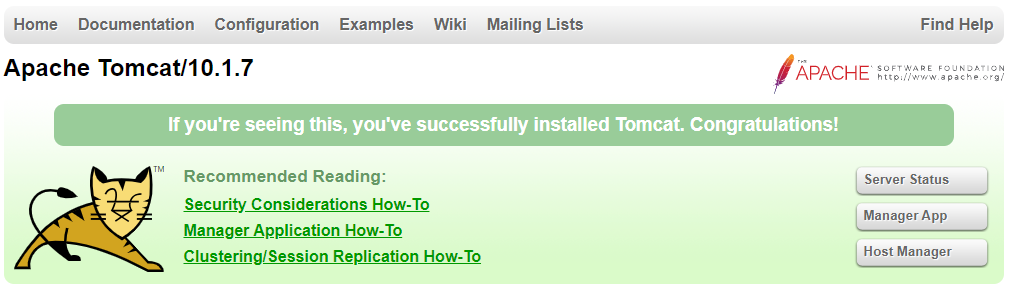 Home Documentation Configuration Examples Wiki Mailing Lists Find Help
Apache Tomcat/10.1.7
THE APACHE® SOFTWARE FOUNDATION
http://www.apache.org/
If you're seeing this, you've successfully installed Tomcat. Congratulations!
TM
Recommended Reading:
Security Considerations How-To
Manager Application How-To
Clustering/Session Replication How-To
Server Status
Manager App
Host Manager